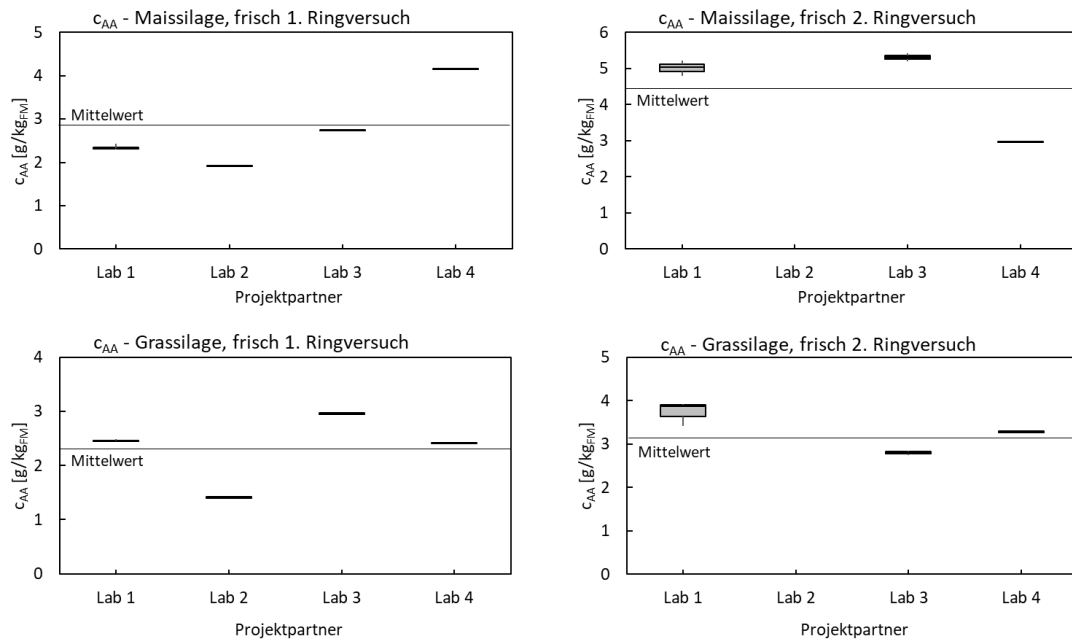 c_AA - Maissilage, frisch 1. Ringversuch
c_AA [g/kg_FM]
5
4
3
2
1
0
Mittelwert
Lab 1 Lab 2 Lab 3 Lab 4
Projektpartner
c_AA - Maissilage, frisch 2. Ringversuch
c_AA [g/kg_FM]
6
5
4
3
2
1
0
Mittelwert
Lab 1 Lab 2 Lab 3 Lab 4
Projektpartner
c_AA - Grassilage, frisch 1. Ringversuch
c_AA [g/kg_FM]
4
3
2
1
0
Mittelwert
Lab 1 Lab 2 Lab 3 Lab 4
Projektpartner
c_AA - Grassilage, frisch 2. Ringversuch
c_AA [g/kg_FM]
5
4
3
2
1
0
Mittelwert
Lab 1 Lab 2 Lab 3 Lab 4
Projektpartner